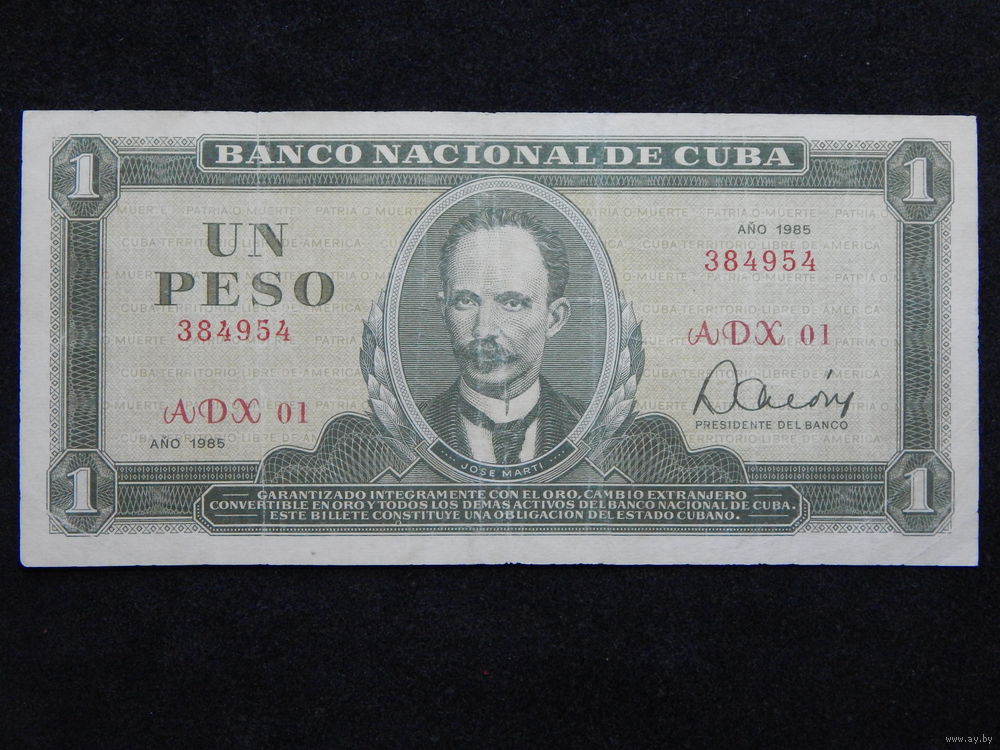 BANCO NACIONAL DE CUBA
1 1
PATRIA O MUERTE
CUBA TERRITORIO LIBRE DE AMERICA
UN
PESO
384954
ADX 01
AÑO 1985
AÑO 1985
384954
ADX 01
PRESIDENTE DEL BANCO
JOSE MARTI
1 1
GARANTIZADO INTEGRAMENTE CON EL ORO, CAMBIO EXTRANJERO
CONVERTIBLE EN ORO Y TODOS LOS DEMAS ACTIVOS DEL BANCO NACIONAL DE CUBA.
ESTE BILLETE CONSTITUYE UNA OBLIGACION DEL ESTADO CUBANO.
www.ay.by